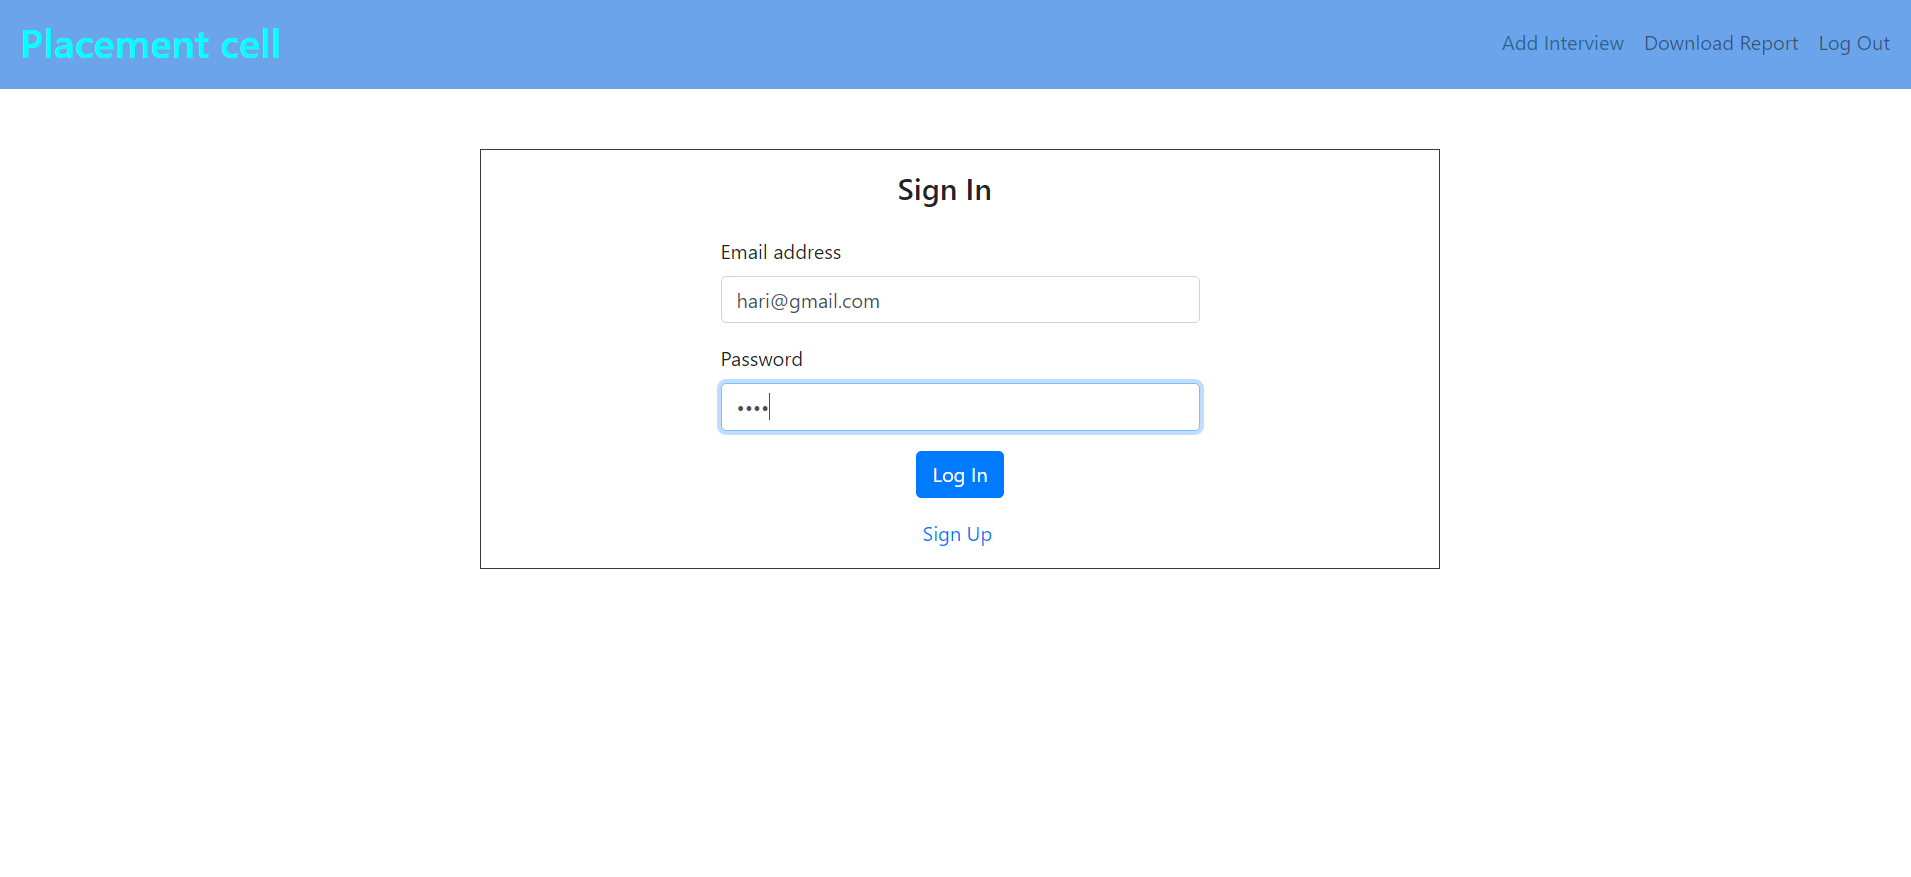 Placement cell
Add Interview Download Report Log Out
Sign In
Email address
hari@gmail.com
Password
••••
Log In
Sign Up